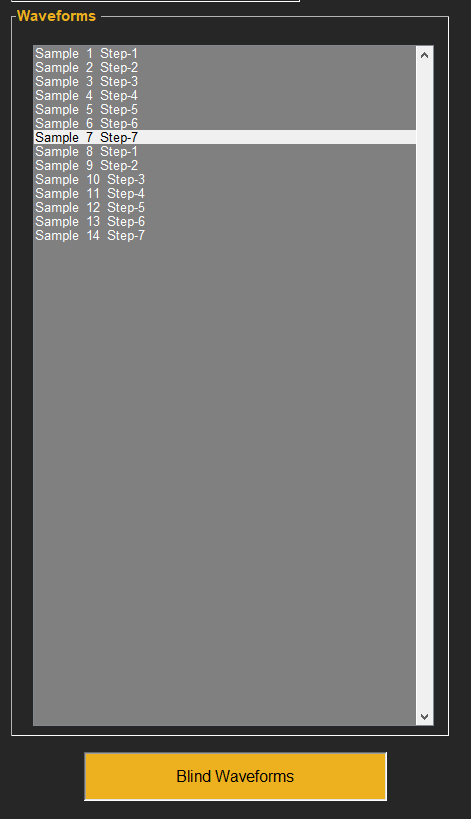 Waveforms
Sample 1 Step-1
Sample 2 Step-2
Sample 3 Step-3
Sample 4 Step-4
Sample 5 Step-5
Sample 6 Step-6
Sample 7 Step-7
Sample 8 Step-1
Sample 9 Step-2
Sample 10 Step-3
Sample 11 Step-4
Sample 12 Step-5
Sample 13 Step-6
Sample 14 Step-7
Blind Waveforms